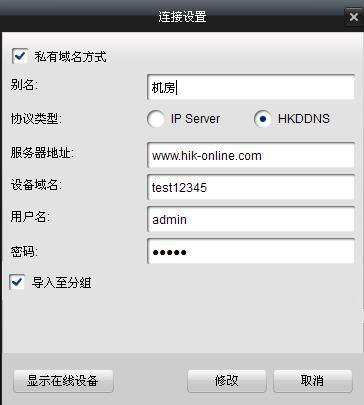 连接设置
私有域名方式
别名: 机房
协议类型: IP Server HKDDNS
服务器地址: www.hik-online.com
设备域名: test12345
用户名: admin
密码: ●●●●●
导入至分组
显示在线设备 修改 取消